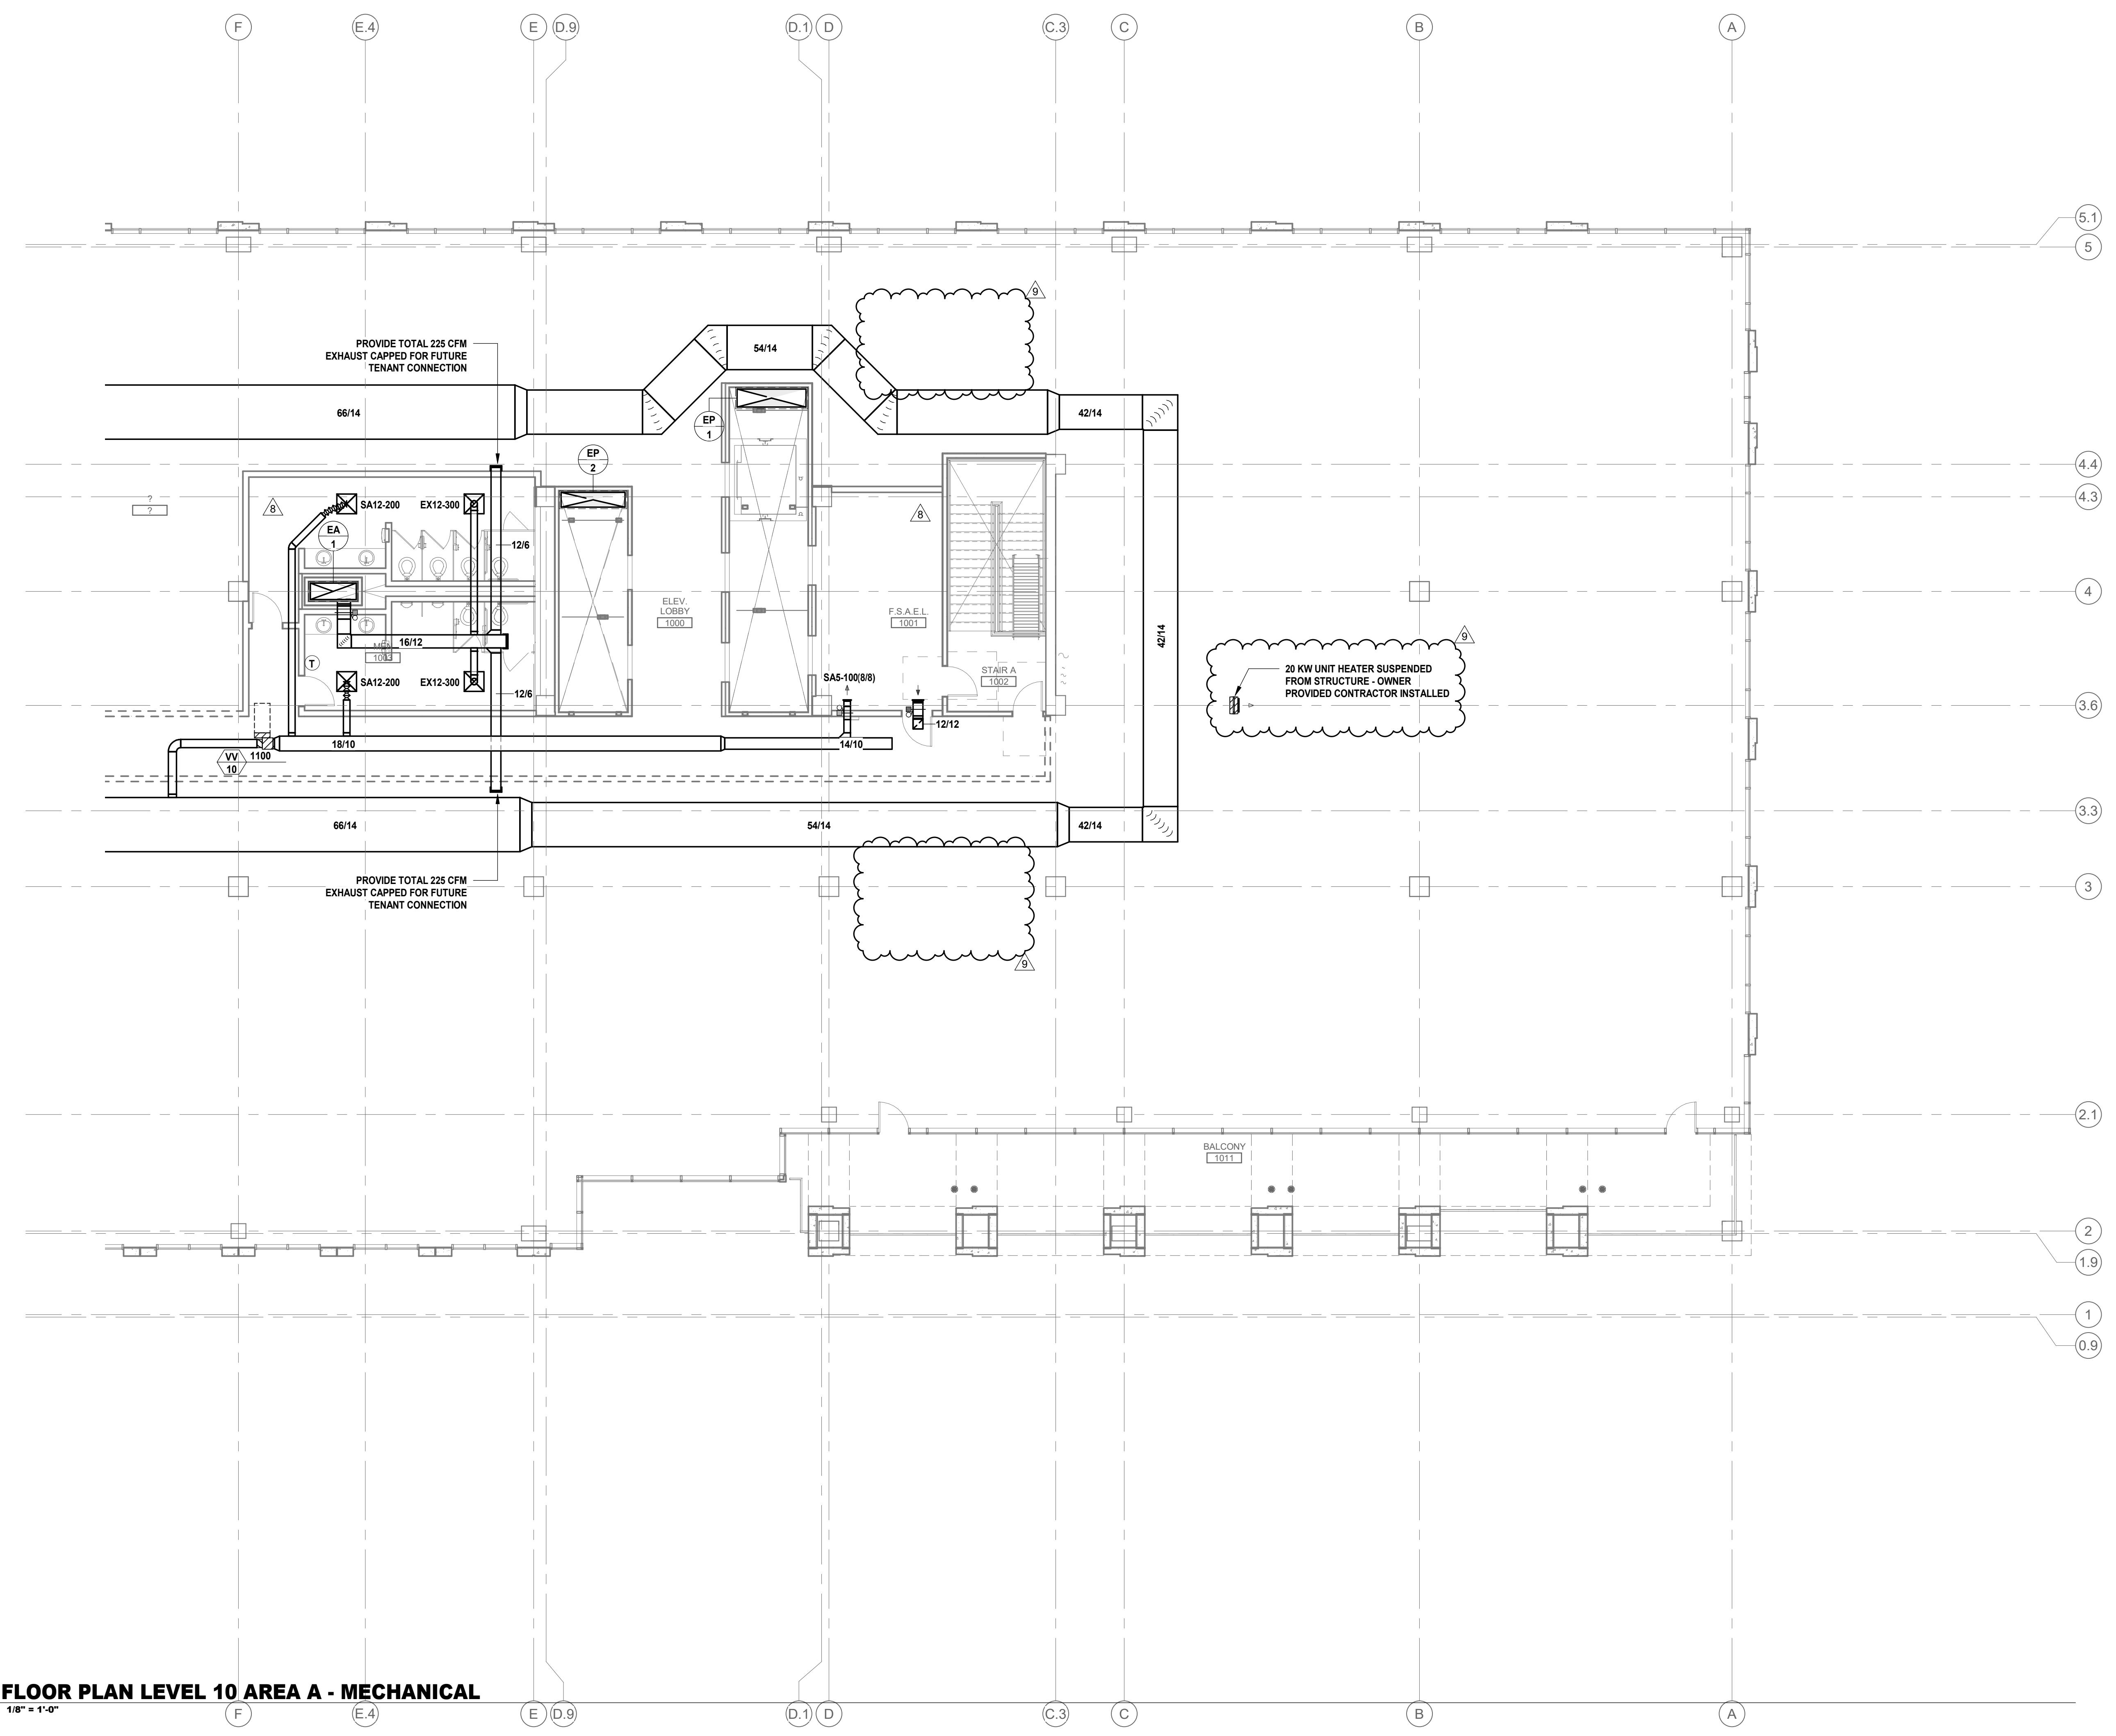 F E.4 E D.9 D.1 D C.3 C B A
5.1
5
9
PROVIDE TOTAL 225 CFM
EXHAUST CAPPED FOR FUTURE
TENANT CONNECTION
54/14
66/14
42/14
EP
1
EP
2
4.4
4.3
?
?
8
SA12-200
EX12-300
8
EA
1
12/6
ELEV.
LOBBY
1000
F.S.A.E.L.
1001
4
42/14
16/12
MEN
1003
T
9
20 KW UNIT HEATER SUSPENDED
FROM STRUCTURE - OWNER
PROVIDED CONTRACTOR INSTALLED
STAIR A
1002
SA12-200
EX12-300
SA5-100(8/8)
12/6
3.6
12/12
18/10
14/10
VV
10
1100
3.3
66/14
54/14
42/14
PROVIDE TOTAL 225 CFM
EXHAUST CAPPED FOR FUTURE
TENANT CONNECTION
3
9
2.1
BALCONY
1011
2
1.9
1
0.9
FLOOR PLAN LEVEL 10 AREA A - MECHANICAL
1/8" = 1'-0"
F E.4 E D.9 D.1 D C.3 C B A